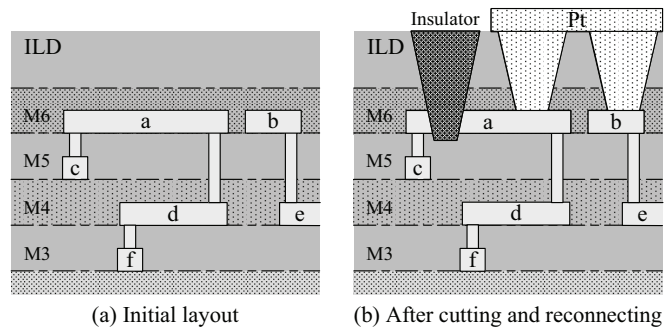 Insulator
Pt
ILD
M6
M5
M4
M3
a
b
c
d
e
f
ILD
M6
M5
M4
M3
a
b
c
d
e
f
(a) Initial layout
(b) After cutting and reconnecting